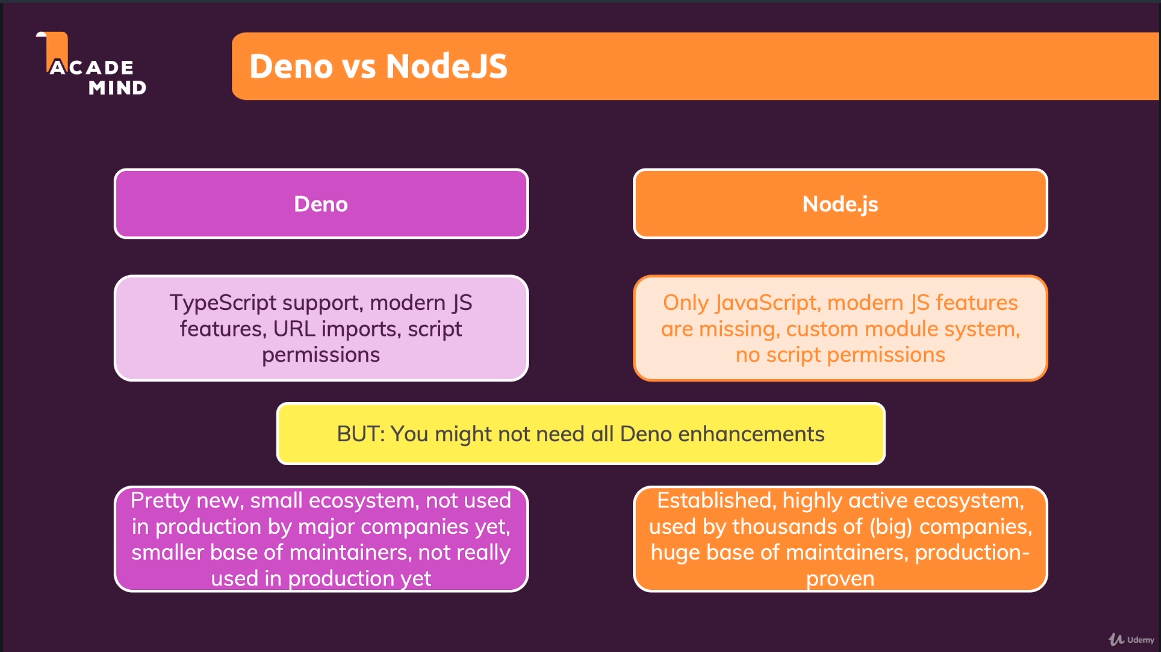 ACADE
MIND
Deno vs NodeJS
Deno
Node.js
TypeScript support, modern JS
features, URL imports, script
permissions
Only JavaScript, modern JS features
are missing, custom module system,
no script permissions
BUT: You might not need all Deno enhancements
Pretty new, small ecosystem, not used
in production by major companies yet,
smaller base of maintainers, not really
used in production yet
Established, highly active ecosystem,
used by thousands of (big) companies,
huge base of maintainers, production-
proven
Udemy